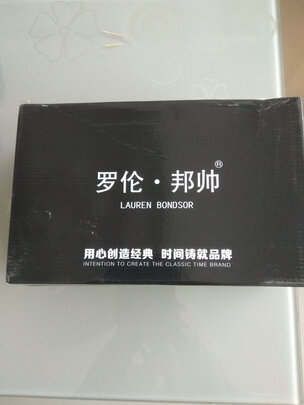 罗伦·邦帅®
LAUREN BONDSOR
用心创造经典 时间铸就品牌
INTENTION TO CREATE THE CLASSIC TIME BRAND